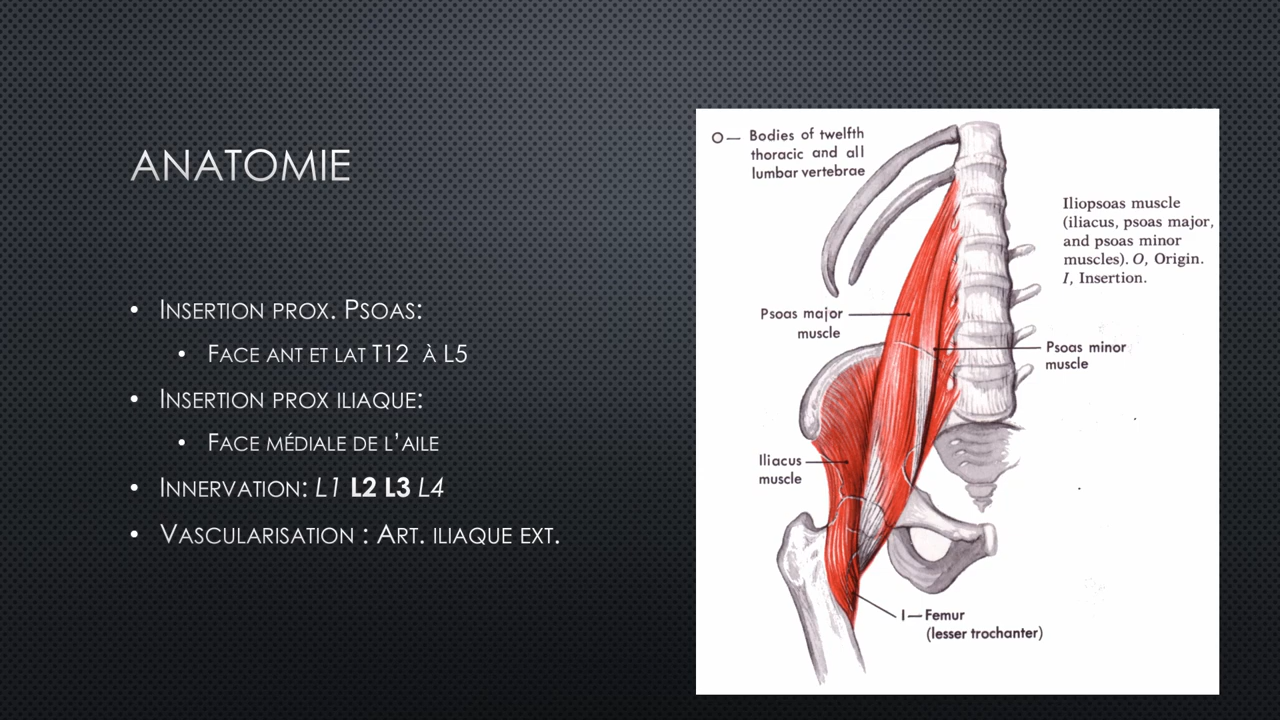 ANATOMIE
• INSERTION PROX. PSOAS:
• FACE ANT ET LAT T12 À L5
• INSERTION PROX ILIAQUE:
• FACE MÉDIALE DE L'AILE
• INNERVATION: L1 L2 L3 L4
• VASCULARISATION : ART. ILIAQUE EXT.
O— Bodies of twelfth
thoracic and all
lumbar vertebrae
Iliopsoas muscle
(iliacus, psoas major,
and psoas minor
muscles). O, Origin.
I, Insertion.
Psoas major
muscle
Psoas minor
muscle
Iliacus
muscle
I—Femur
(lesser trochanter)